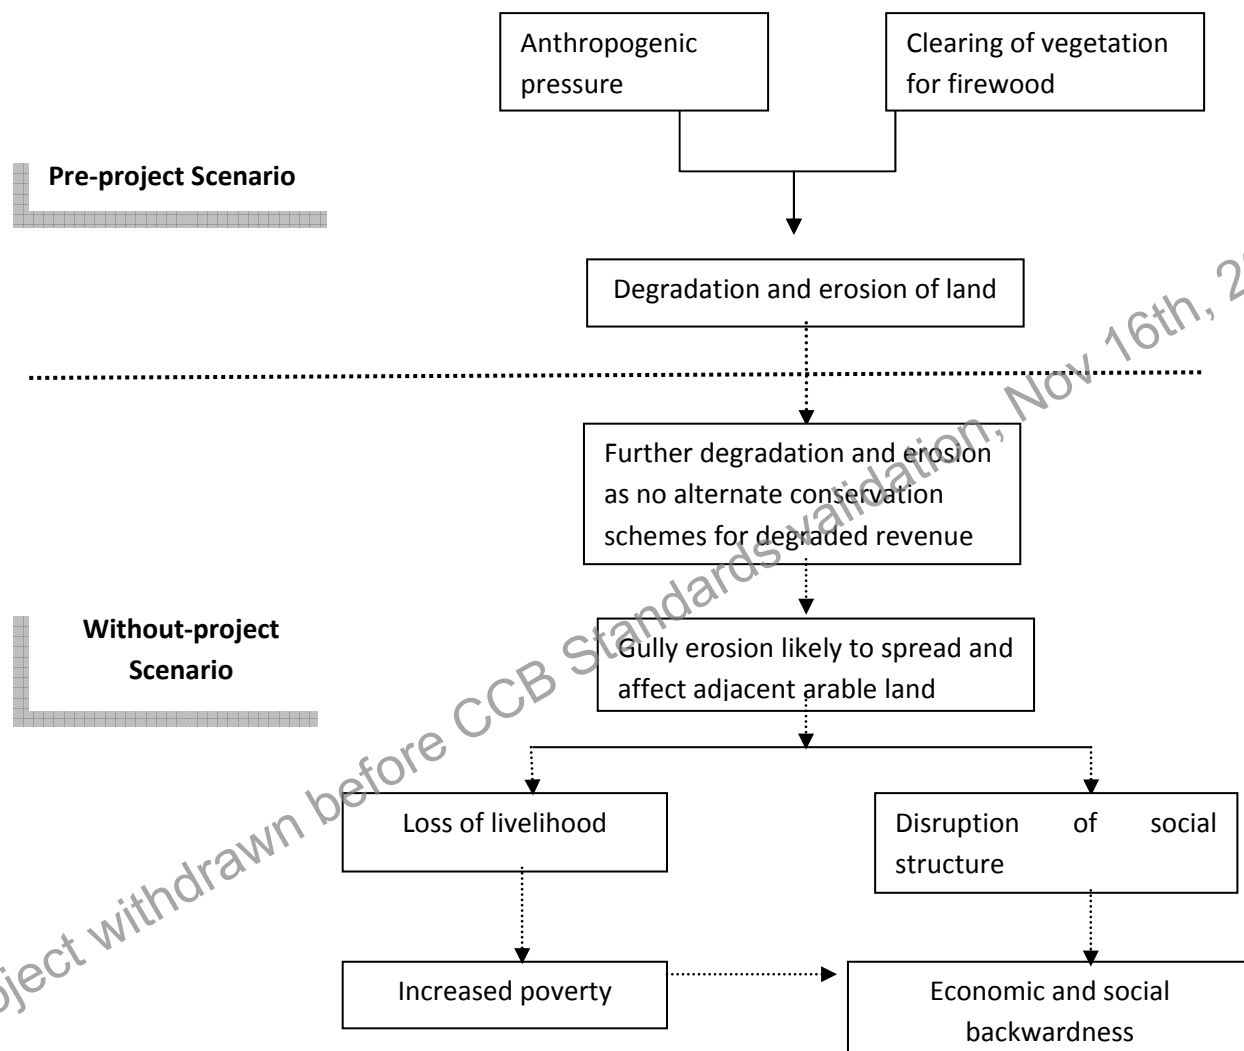 Anthropogenic
pressure
Clearing of vegetation
for firewood
Pre-project Scenario
Degradation and erosion of land
Further degradation and erosion
as no alternate conservation
schemes for degraded revenue
Without-project
Scenario
Gully erosion likely to spread and
affect adjacent arable land
Loss of livelihood
Disruption of social
structure
Increased poverty
Economic and social
backwardness
withdrawn before CCB Standards validation, Nov 16th,